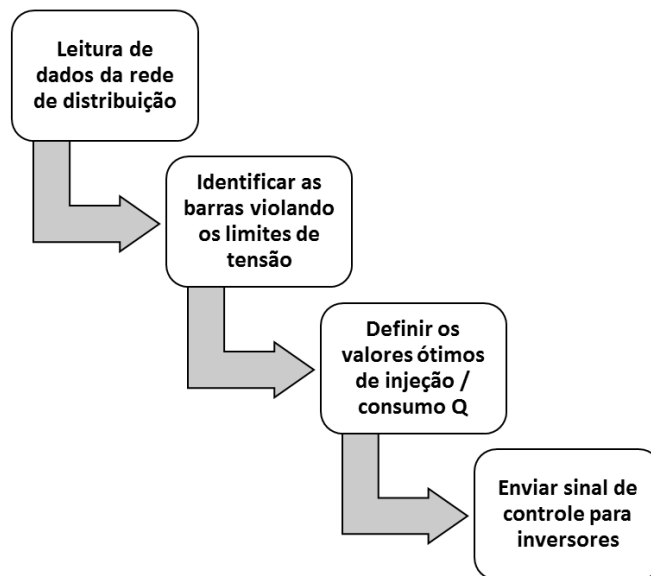 Leitura de
dados da rede
de distribuição
Identificar as
barras violando
os limites de
tensão
Definir os
valores ótimos
de injeção /
consumo Q
Enviar sinal de
controle para
inversores